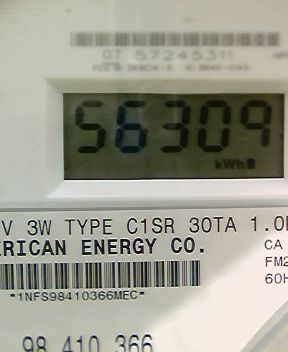 07 57245311
56309
kWh
V 3W TYPE C1SR 30TA 1.0
RICAN ENERGY CO.
CA
FM2
60H
*1NFS98410366MEC*
98 410 366